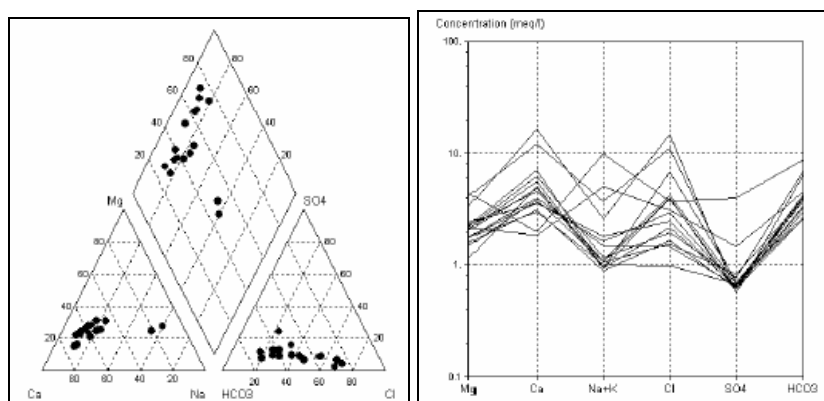 80 80
60 60
40 40
20 20
Mg SO4
80 80
60 60
40 40
20 20
80 60 40 20 20 40 60 80
Ca Na HCO3 Cl
Concentration (meq/l)
100.
10.
1.0
0.1
Mg Ca Na+K Cl SO4 HCO3